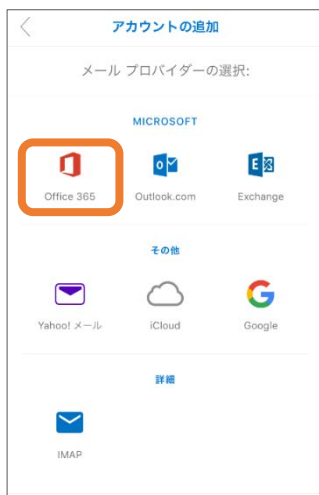 アカウントの追加
メール プロバイダーの選択:
MICROSOFT
Office 365 Outlook.com Exchange
その他
Yahoo! メール iCloud Google
詳細
IMAP